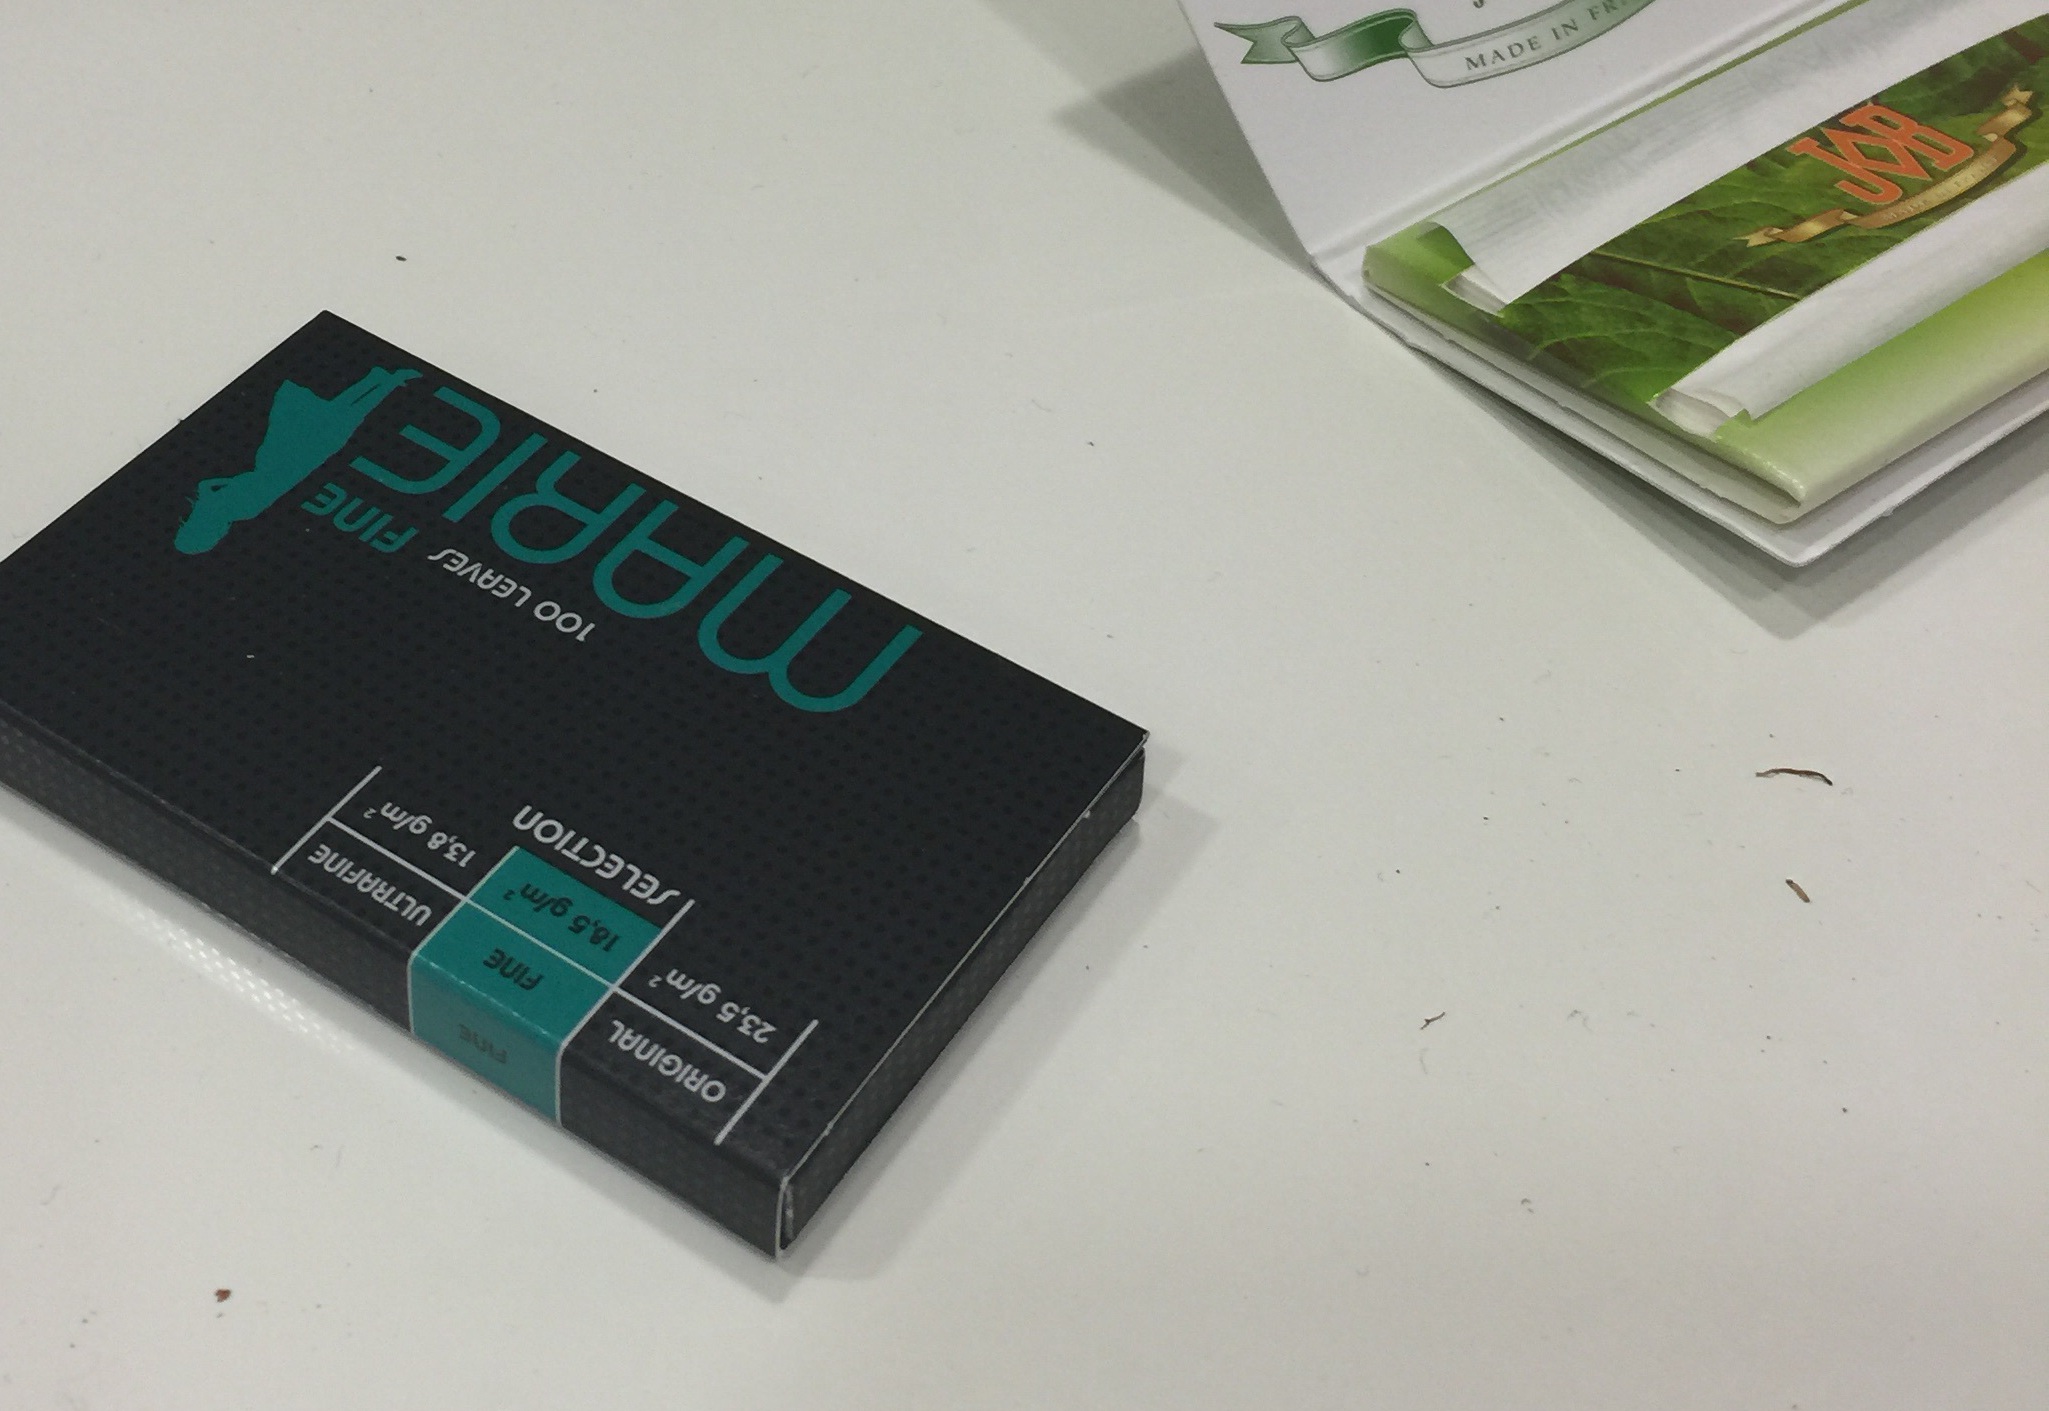 MARIE
100 LEAVES FINE
SELECTION
23,5 g/m²
18,5 g/m²
13,8 g/m²
ORIGINAL
FINE
ULTRAFINE
FINE
MADE IN
JOB